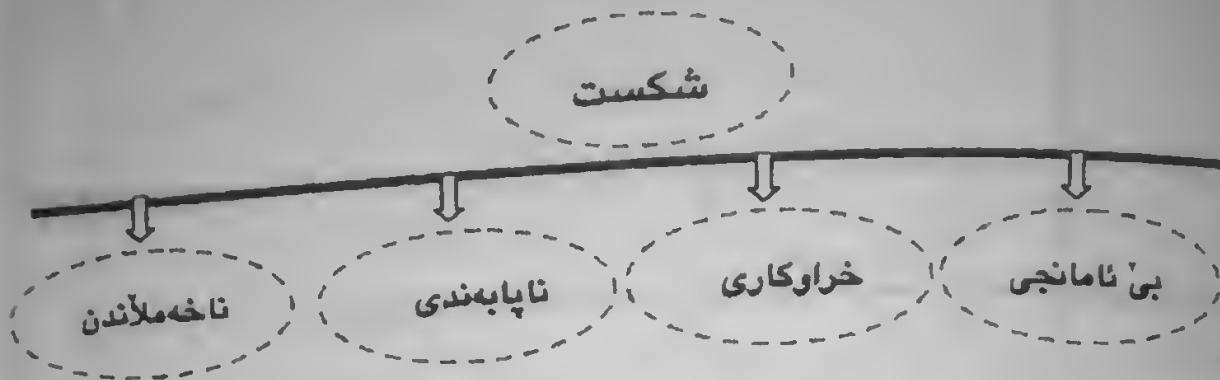 شکست
بێ ئامانجی
خراوکاری
ناپابەندی
ناخەملاندن